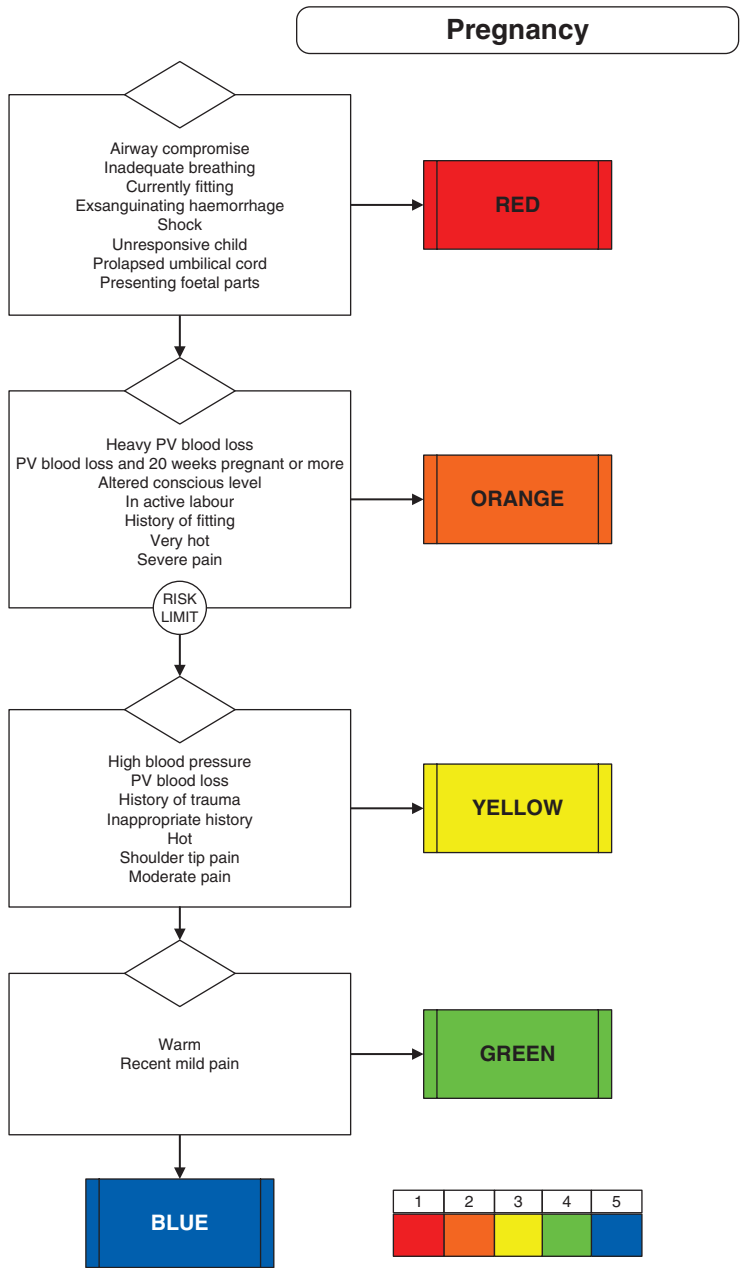 Pregnancy
Airway compromise
Inadequate breathing
Currently fitting
Exsanguinating haemorrhage
Shock
Unresponsive child
Prolapsed umbilical cord
Presenting foetal parts
RED
Heavy PV blood loss
PV blood loss and 20 weeks pregnant or more
Altered conscious level
In active labour
History of fitting
Very hot
Severe pain
ORANGE
RISK
LIMIT
High blood pressure
PV blood loss
History of trauma
Inappropriate history
Hot
Shoulder tip pain
Moderate pain
YELLOW
Warm
Recent mild pain
GREEN
BLUE
1 2 3 4 5